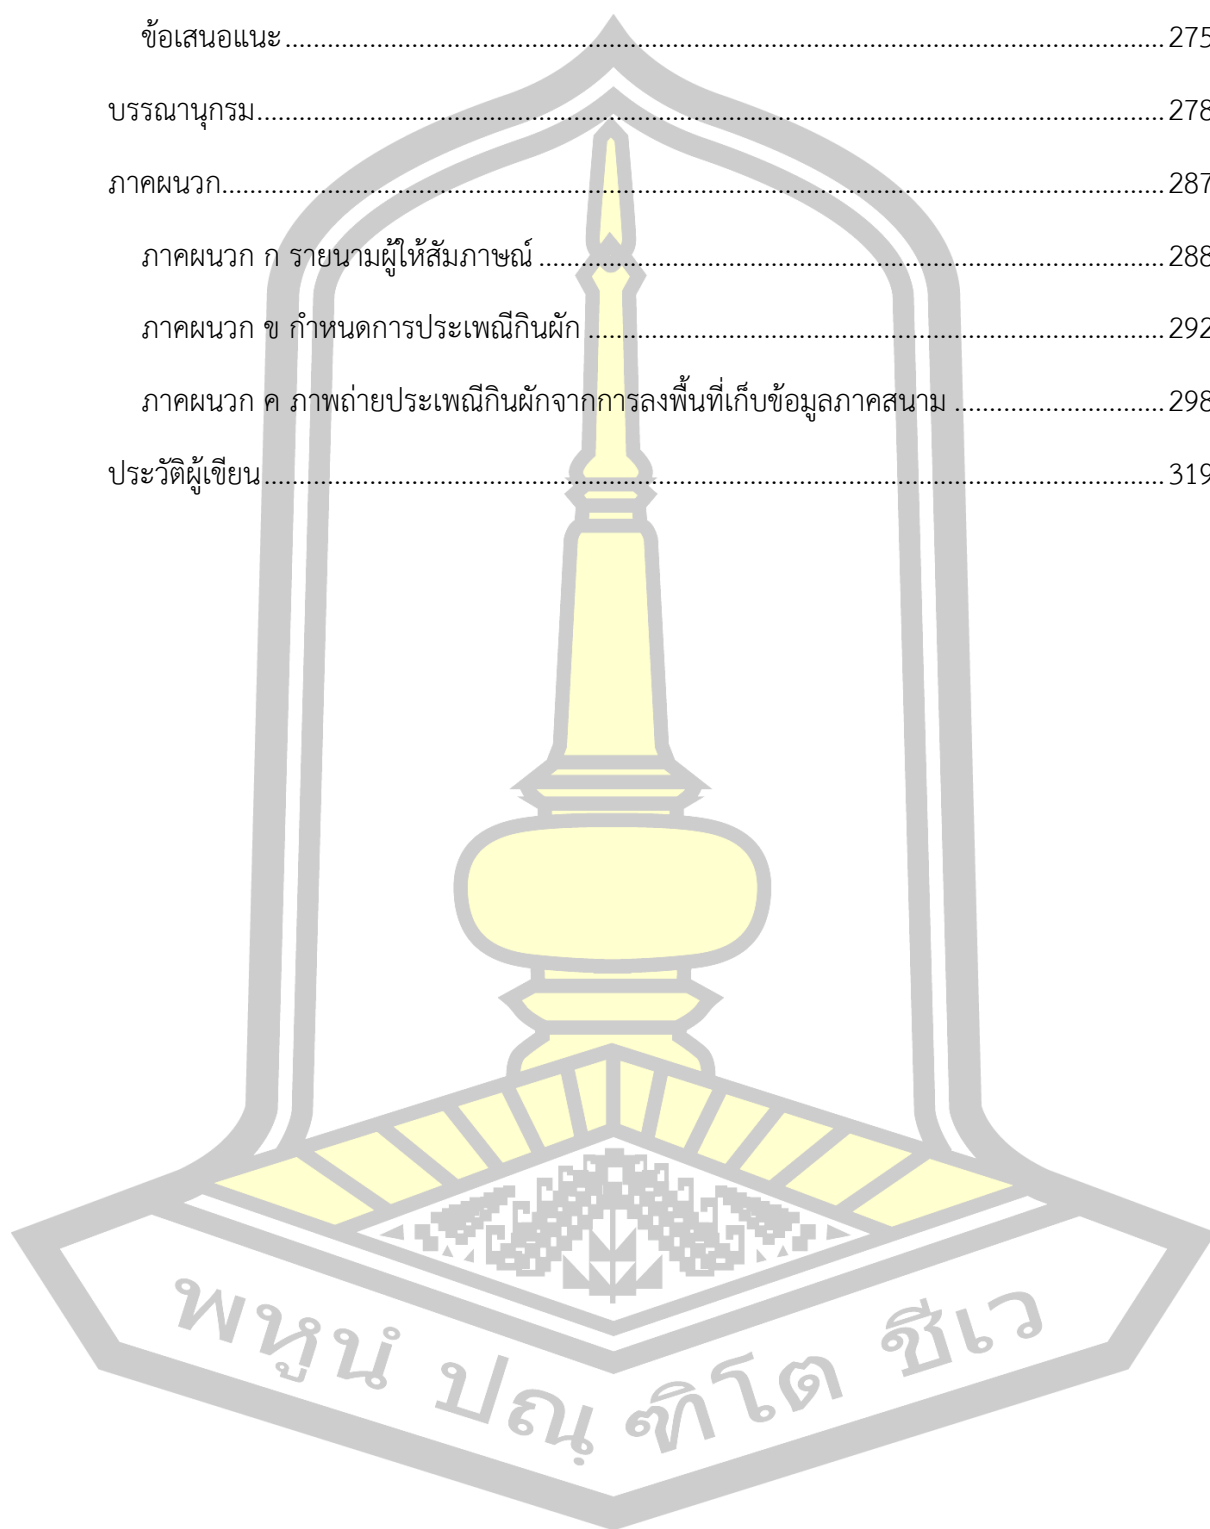 ข้อเสนอแนะ.......................................................................................................... 275
บรรณานุกรม.......................................................................................................... 278
ภาคผนวก.......................................................................................................... 287
ภาคผนวก ก รายนามผู้ให้สัมภาษณ์.......................................................................... 288
ภาคผนวก ข กำหนดการประเพณีกินผัก.................................................................... 292
ภาคผนวก ค ภาพถ่ายประเพณีกินผักจากการลงพื้นที่เก็บข้อมูลภาคสนาม......................... 298
ประวัติผู้เขียน.......................................................................................................... 319
พหูนํ ปณฺฑิโต ชีเว